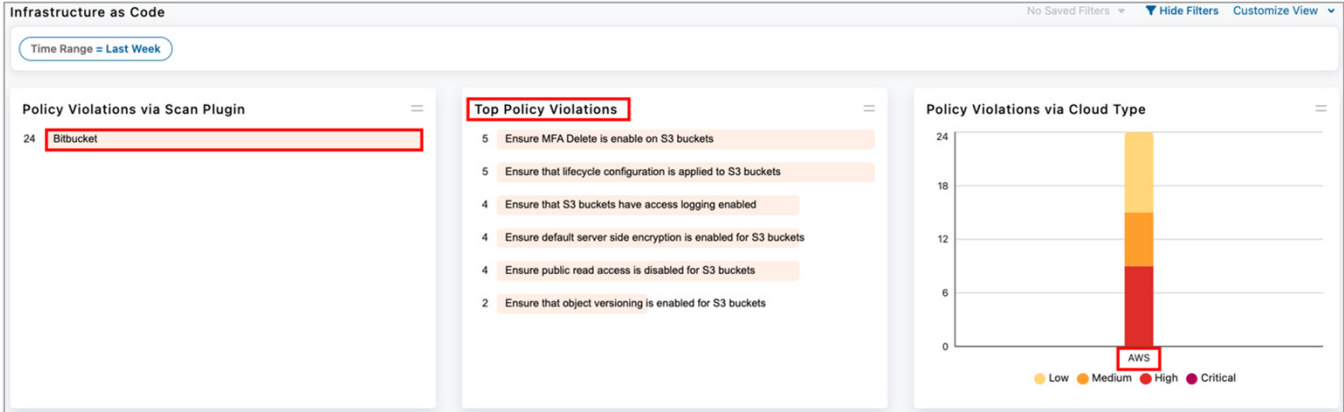 Infrastructure as Code
No Saved Filters
Hide Filters
Customize View
Time Range = Last Week
Policy Violations via Scan Plugin
24 Bitbucket
Top Policy Violations
5 Ensure MFA Delete is enable on S3 buckets
5 Ensure that lifecycle configuration is applied to S3 buckets
4 Ensure that S3 buckets have access logging enabled
4 Ensure default server side encryption is enabled for S3 buckets
4 Ensure public read access is disabled for S3 buckets
2 Ensure that object versioning is enabled for S3 buckets
Policy Violations via Cloud Type
24
18
12
6
0
AWS
Low Medium High Critical